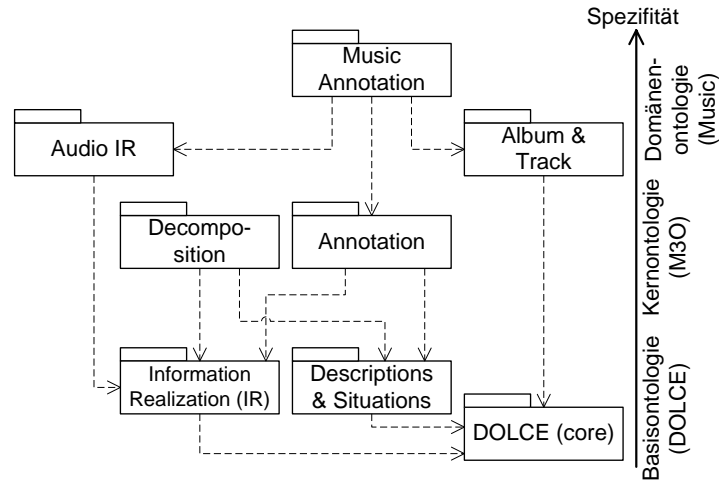 Spezifität
Music
Annotation
Audio IR
Album &
Track
Decompo-
sition
Annotation
Information
Realization (IR)
Descriptions
& Situations
DOLCE (core)
Domänen-
ontologie
(Music)
Kernontologie
(M3O)
Basisontologie
(DOLCE)